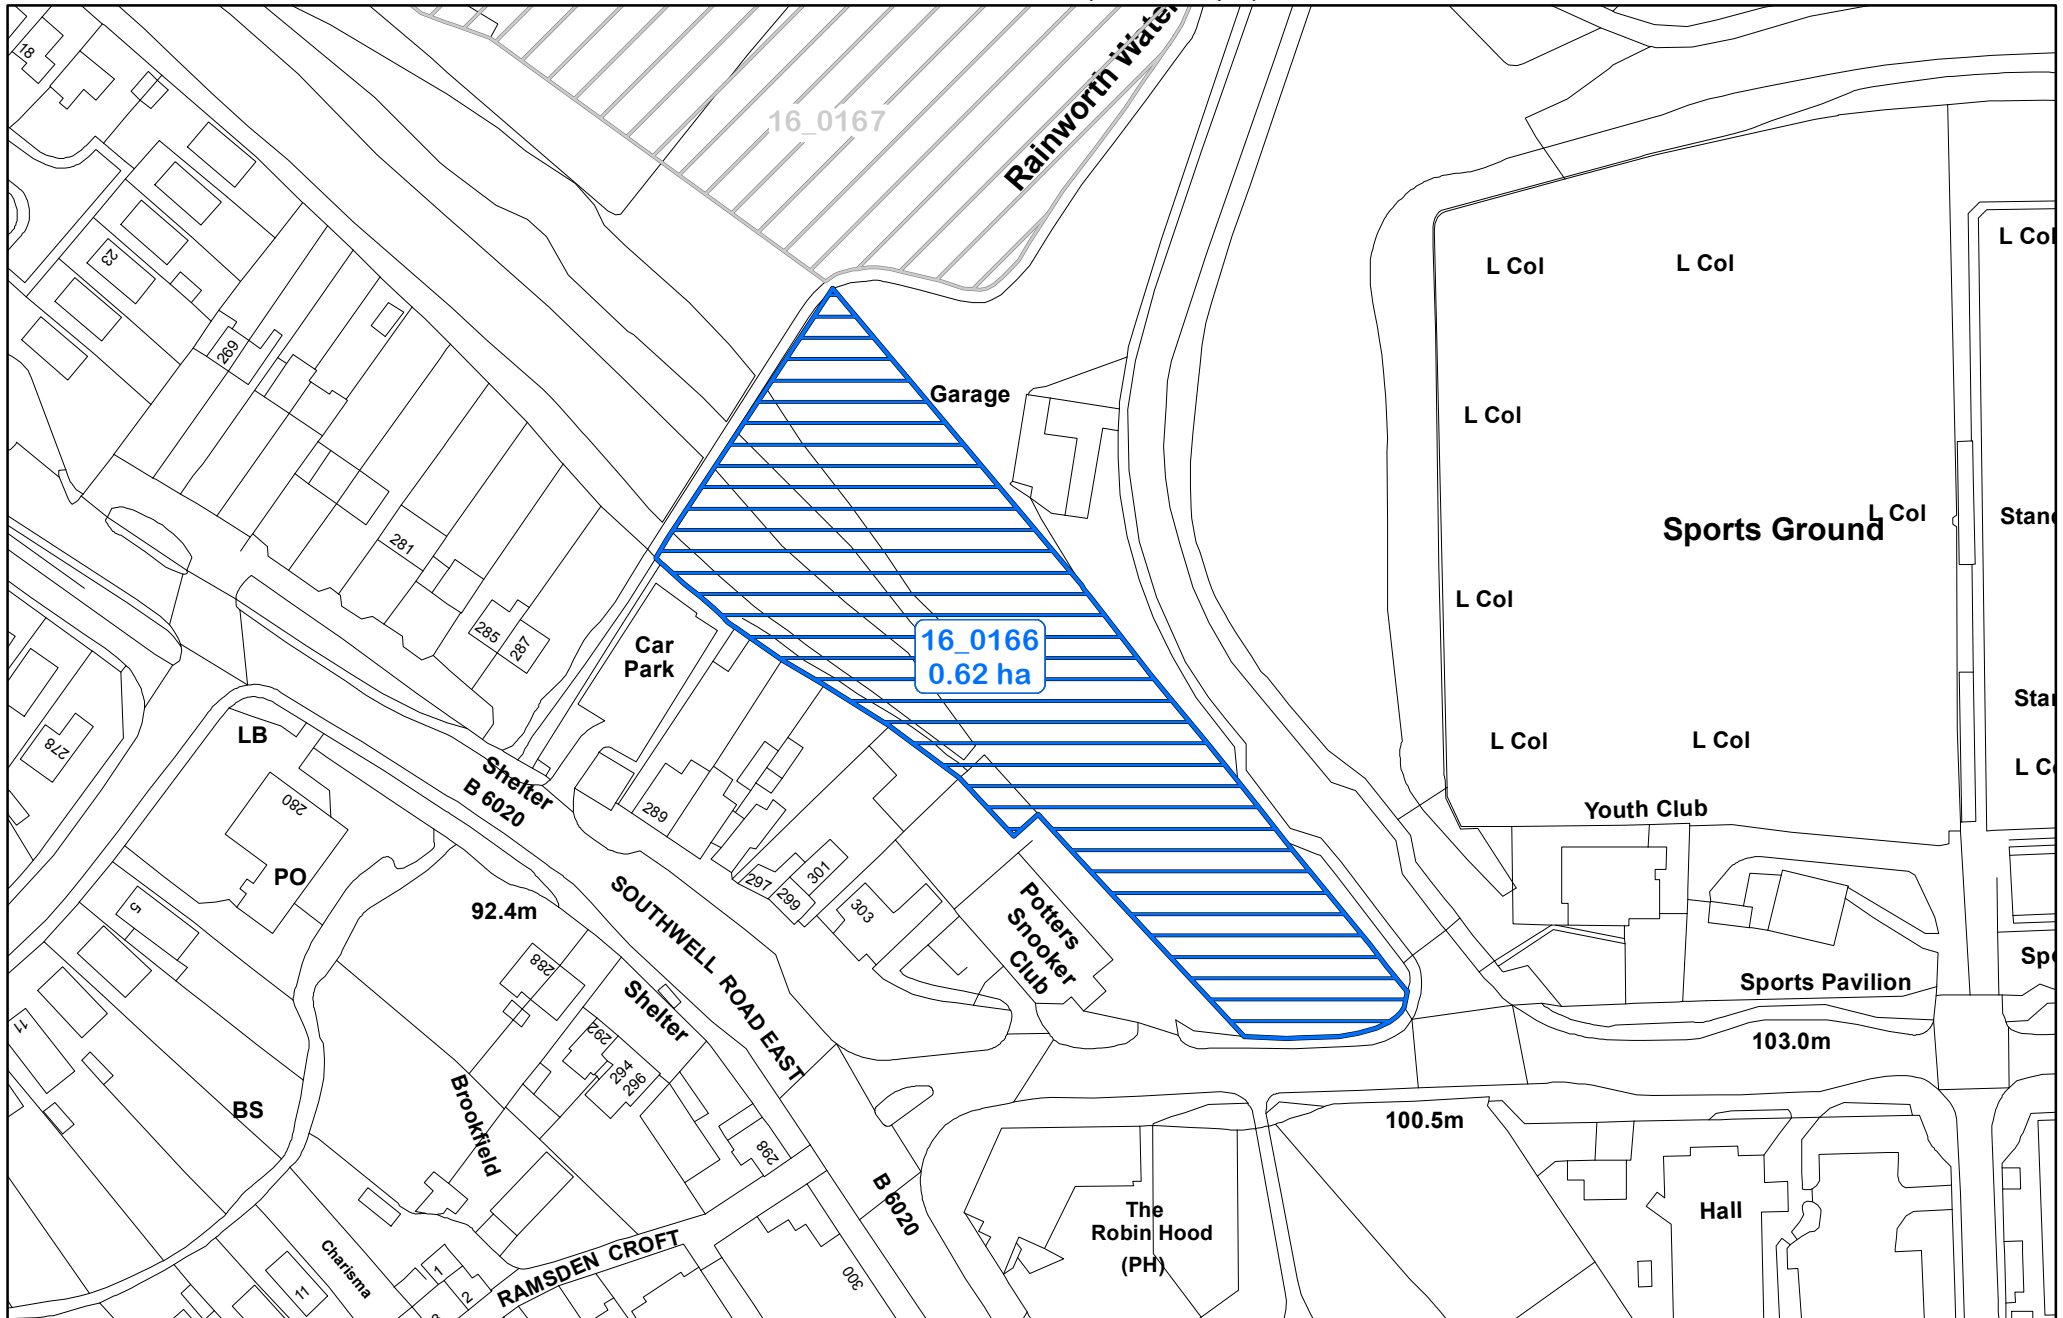 18
16_0167
Rainworth Water
23
L Col
L Col
L Col
269
Garage
L Col
281
Sports Ground
L Col
Stand
285
287
L Col
Car
Park
16_0166
0.62 ha
278
LB
Shelter
B 6020
L Col
L Col
280
289
Youth Club
PO
297
299
301
303
5
92.4m
SOUTHWELL ROAD EAST
Potters
Snooker
Club
288
Shelter
Sports Pavilion
11
292
294
296
103.0m
BS
Brookfield
100.5m
298
B 6020
The
Robin Hood
(PH)
Hall
Charisma
RAMSDEN CROFT
300
1
2
11